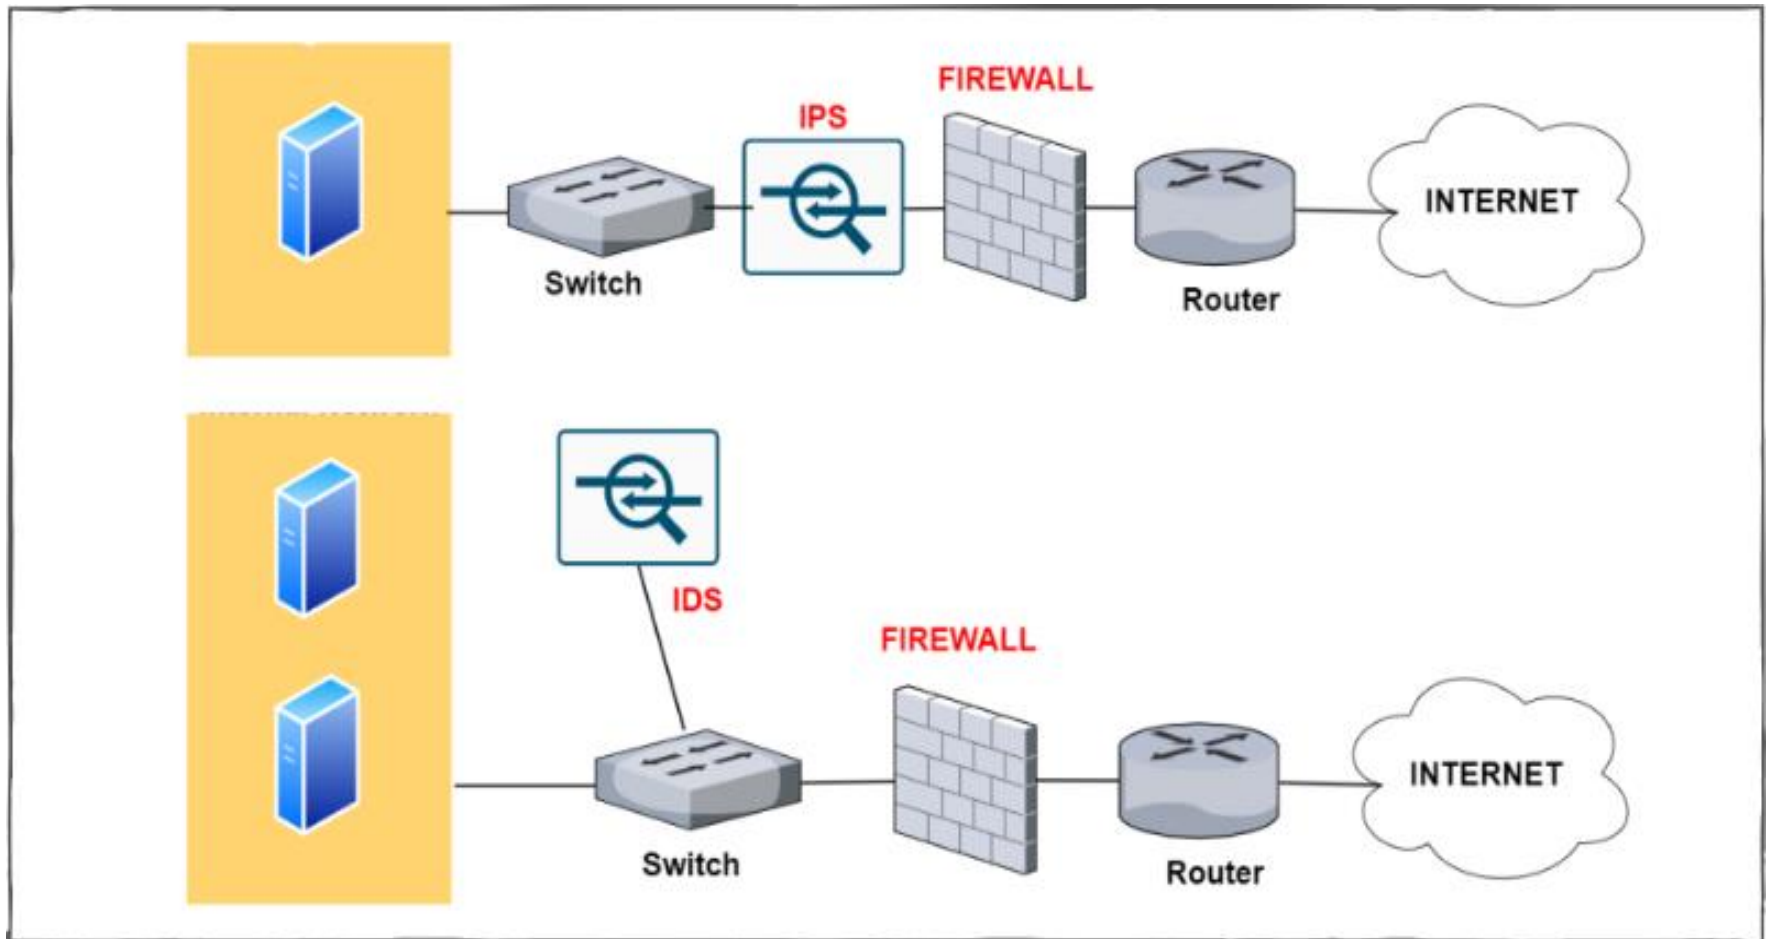 FIREWALL
IPS
INTERNET
Switch
Router
IDS
FIREWALL
INTERNET
Switch
Router